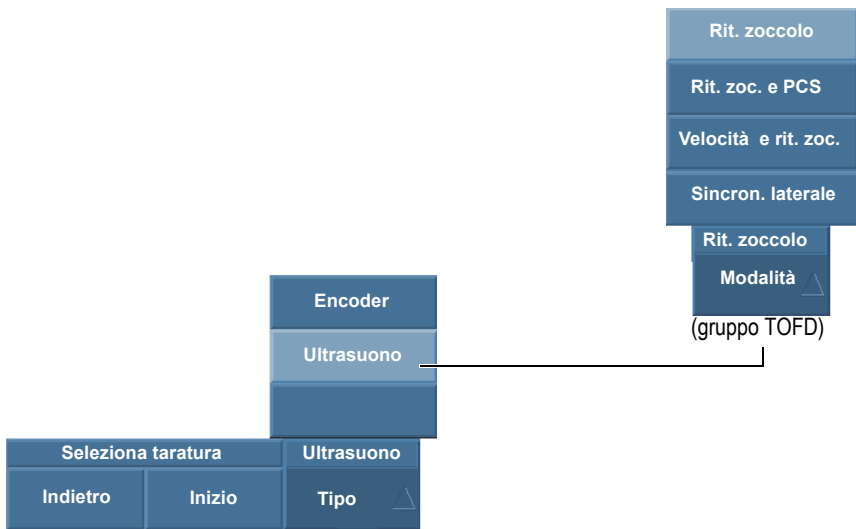 Rit. zoccolo
Rit. zoc. e PCS
Velocità e rit. zoc.
Sincron. laterale
Rit. zoccolo
Modalità
(gruppo TOFD)
Encoder
Ultrasuono
Seleziona taratura
Ultrasuono
Indietro
Inizio
Tipo